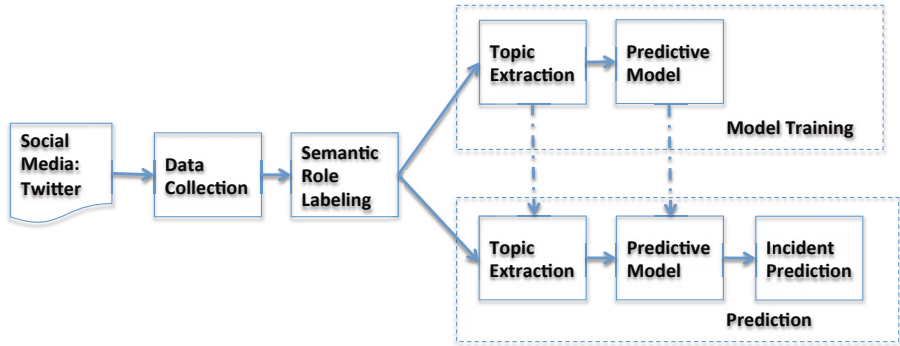 Social
Media:
Twitter
Data
Collection
Semantic
Role
Labeling
Topic
Extraction
Predictive
Model
Model Training
Topic
Extraction
Predictive
Model
Incident
Prediction
Prediction